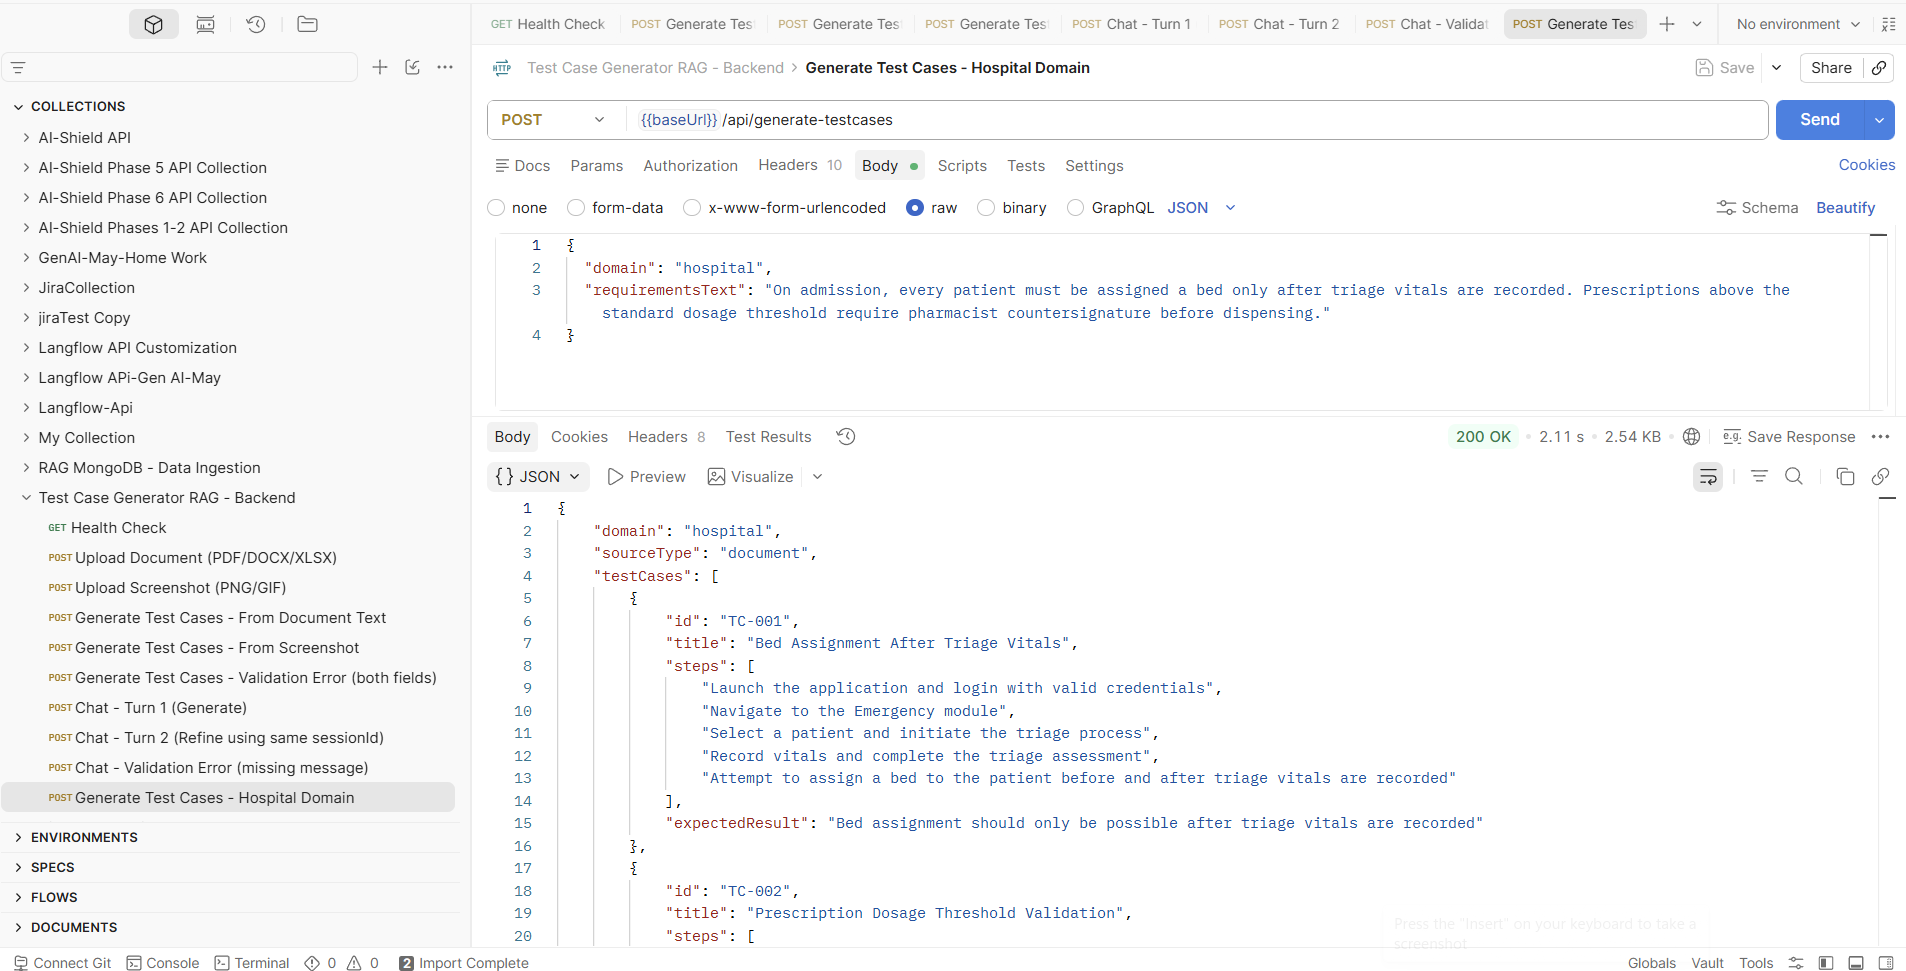 GET Health Check
POST Generate Tes
POST Generate Tes
POST Generate Tes
POST Chat - Turn 1
POST Chat - Turn 2
POST Chat - Validat
POST Generate Tes
No environment
HTTP Test Case Generator RAG - Backend > Generate Test Cases - Hospital Domain
Save
Share
COLLECTIONS
AI-Shield API
AI-Shield Phase 5 API Collection
AI-Shield Phase 6 API Collection
AI-Shield Phases 1-2 API Collection
GenAI-May-Home Work
JiraCollection
jiraTest Copy
Langflow API Customization
Langflow APi-Gen AI-May
Langflow-Api
My Collection
RAG MongoDB - Data Ingestion
Test Case Generator RAG - Backend
GET Health Check
POST Upload Document (PDF/DOCX/XLSX)
POST Upload Screenshot (PNG/GIF)
POST Generate Test Cases - From Document Text
POST Generate Test Cases - From Screenshot
POST Generate Test Cases - Validation Error (both fields)
POST Chat - Turn 1 (Generate)
POST Chat - Turn 2 (Refine using same sessionId)
POST Chat - Validation Error (missing message)
POST Generate Test Cases - Hospital Domain
ENVIRONMENTS
SPECS
FLOWS
DOCUMENTS
POST {{baseUrl}} /api/generate-testcases
Send
Docs Params Authorization Headers 10 Body Scripts Tests Settings
Cookies
none form-data x-www-form-urlencoded raw binary GraphQL JSON
Schema Beautify
1 {
2 "domain": "hospital",
3 "requirementsText": "On admission, every patient must be assigned a bed only after triage vitals are recorded. Prescriptions above the
standard dosage threshold require pharmacist countersignature before dispensing."
4 }
Body Cookies Headers 8 Test Results
200 OK • 2.11 s • 2.54 KB • e.g. Save Response
{} JSON Preview Visualize
1 {
2 "domain": "hospital",
3 "sourceType": "document",
4 "testCases": [
5 {
6 "id": "TC-001",
7 "title": "Bed Assignment After Triage Vitals",
8 "steps": [
9 "Launch the application and login with valid credentials",
10 "Navigate to the Emergency module",
11 "Select a patient and initiate the triage process",
12 "Record vitals and complete the triage assessment",
13 "Attempt to assign a bed to the patient before and after triage vitals are recorded"
14 ],
15 "expectedResult": "Bed assignment should only be possible after triage vitals are recorded"
16 },
17 {
18 "id": "TC-002",
19 "title": "Prescription Dosage Threshold Validation",
20 "steps": [
Press the "Insert" on your keyboard to take a
screenshot
Connect Git Console Terminal 0 0 2 Import Complete
Globals Vault Tools